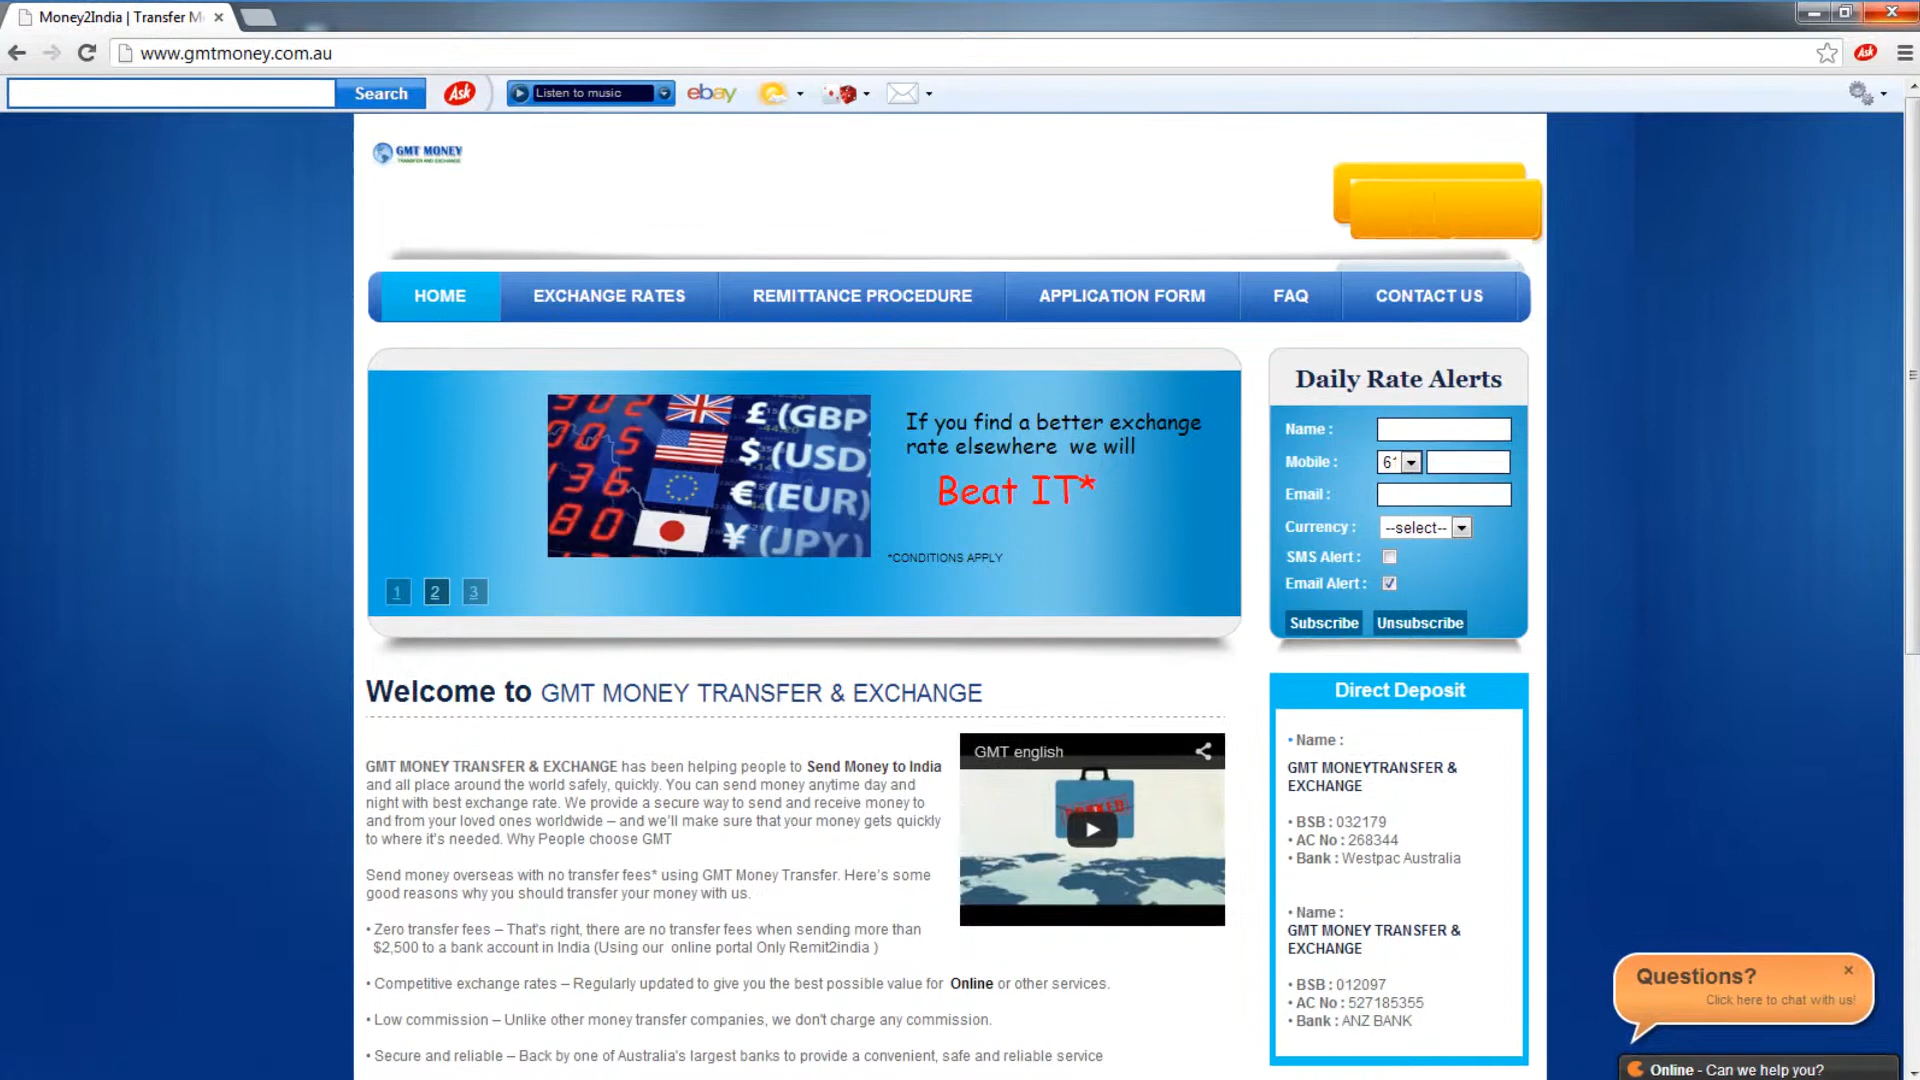 Money2India | Transfer M
www.gmtmoney.com.au
Ask
Search
Ask
Listen to music
ebay
GMT MONEY
TRANSFER AND EXCHANGE
HOME
EXCHANGE RATES
REMITTANCE PROCEDURE
APPLICATION FORM
FAQ
CONTACT US
902
005
136
80
£ (GBP)
$ (USD)
€ (EUR)
¥ (JPY)
If you find a better exchange
rate elsewhere we will
Beat IT*
*CONDITIONS APPLY
1
2
3
Daily Rate Alerts
Name :
Mobile :
61
Email :
Currency :
--select--
SMS Alert :
Email Alert :
Subscribe
Unsubscribe
Welcome to GMT MONEY TRANSFER & EXCHANGE
GMT MONEY TRANSFER & EXCHANGE has been helping people to Send Money to India
and all place around the world safely, quickly. You can send money anytime day and
night with best exchange rate. We provide a secure way to send and receive money to
and from your loved ones worldwide – and we'll make sure that your money gets quickly
to where it's needed. Why People choose GMT
Send money overseas with no transfer fees* using GMT Money Transfer. Here's some
good reasons why you should transfer your money with us.
• Zero transfer fees – That's right, there are no transfer fees when sending more than
$2,500 to a bank account in India (Using our online portal Only Remit2india )
• Competitive exchange rates – Regularly updated to give you the best possible value for Online or other services.
• Low commission – Unlike other money transfer companies, we don't charge any commission.
• Secure and reliable – Back by one of Australia's largest banks to provide a convenient, safe and reliable service
GMT english
Direct Deposit
• Name :
GMT MONEYTRANSFER &
EXCHANGE
• BSB : 032179
• AC No : 268344
• Bank : Westpac Australia
• Name :
GMT MONEY TRANSFER &
EXCHANGE
• BSB : 012097
• AC No : 527185355
• Bank : ANZ BANK
Questions?
Click here to chat with us!
Online - Can we help you?